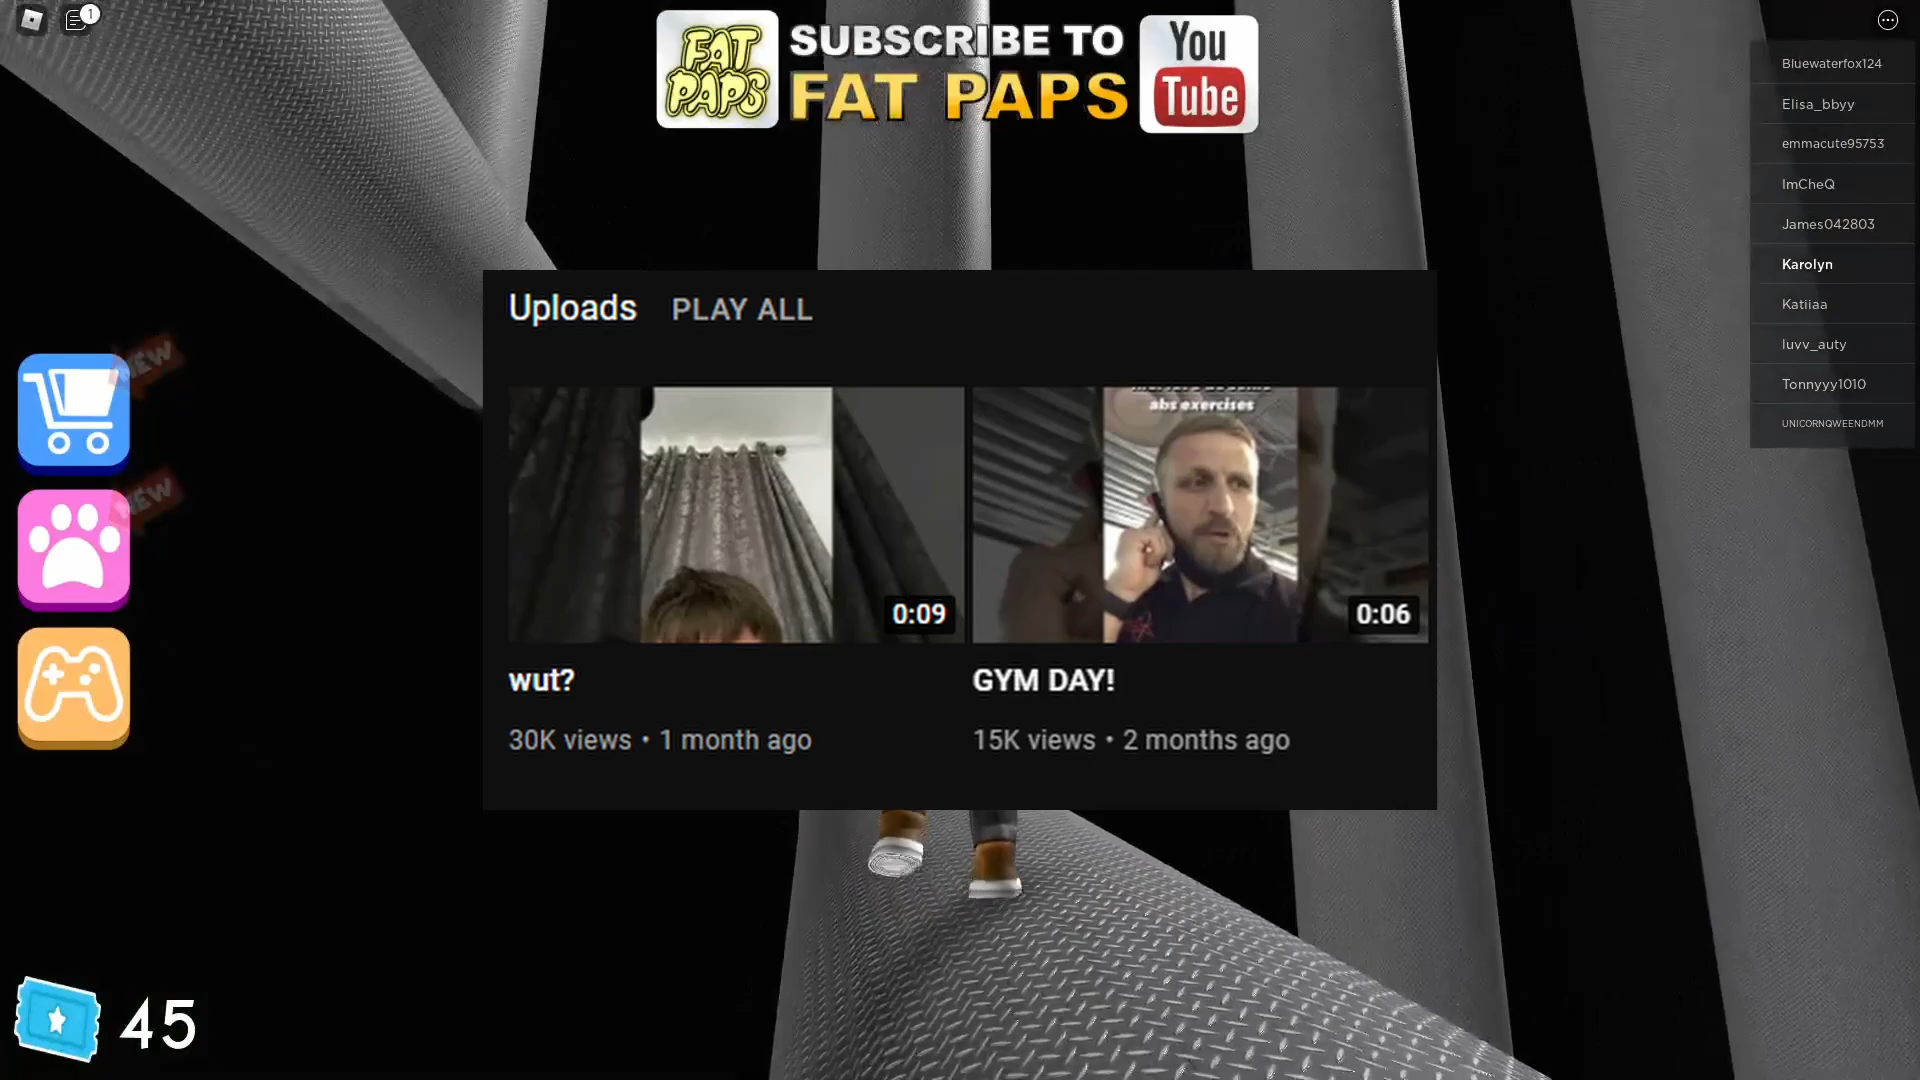 1
FAT
PAPS
SUBSCRIBE TO
FAT PAPS
You
Tube
Bluewaterfox124
Elisa_bbyy
emmacute95753
ImCheQ
James042803
Karolyn
Katiiaa
luvv_auty
Tonnyyy1010
UNICORNQWEENDMM
Uploads PLAY ALL
NEW
NEW
abs exercises
0:09
0:06
wut?
GYM DAY!
30K views • 1 month ago
15K views • 2 months ago
45